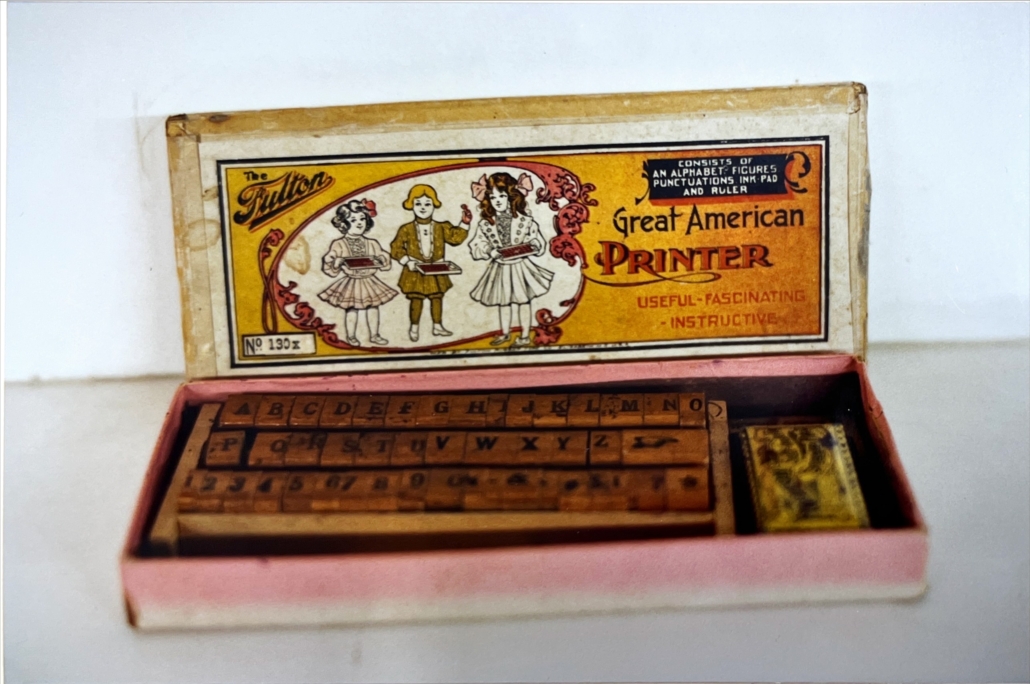 The
Fulton
CONSISTS OF
AN ALPHABET-FIGURES
PUNCTUATIONS INK-PAD
AND RULER
Great American
PRINTER
USEFUL-FASCINATING
-INSTRUCTIVE-
No 130x
A B C D E F G H I J K L M N O
P Q R S T U V W X Y Z
1 2 3 4 5 6 7 8 9 0